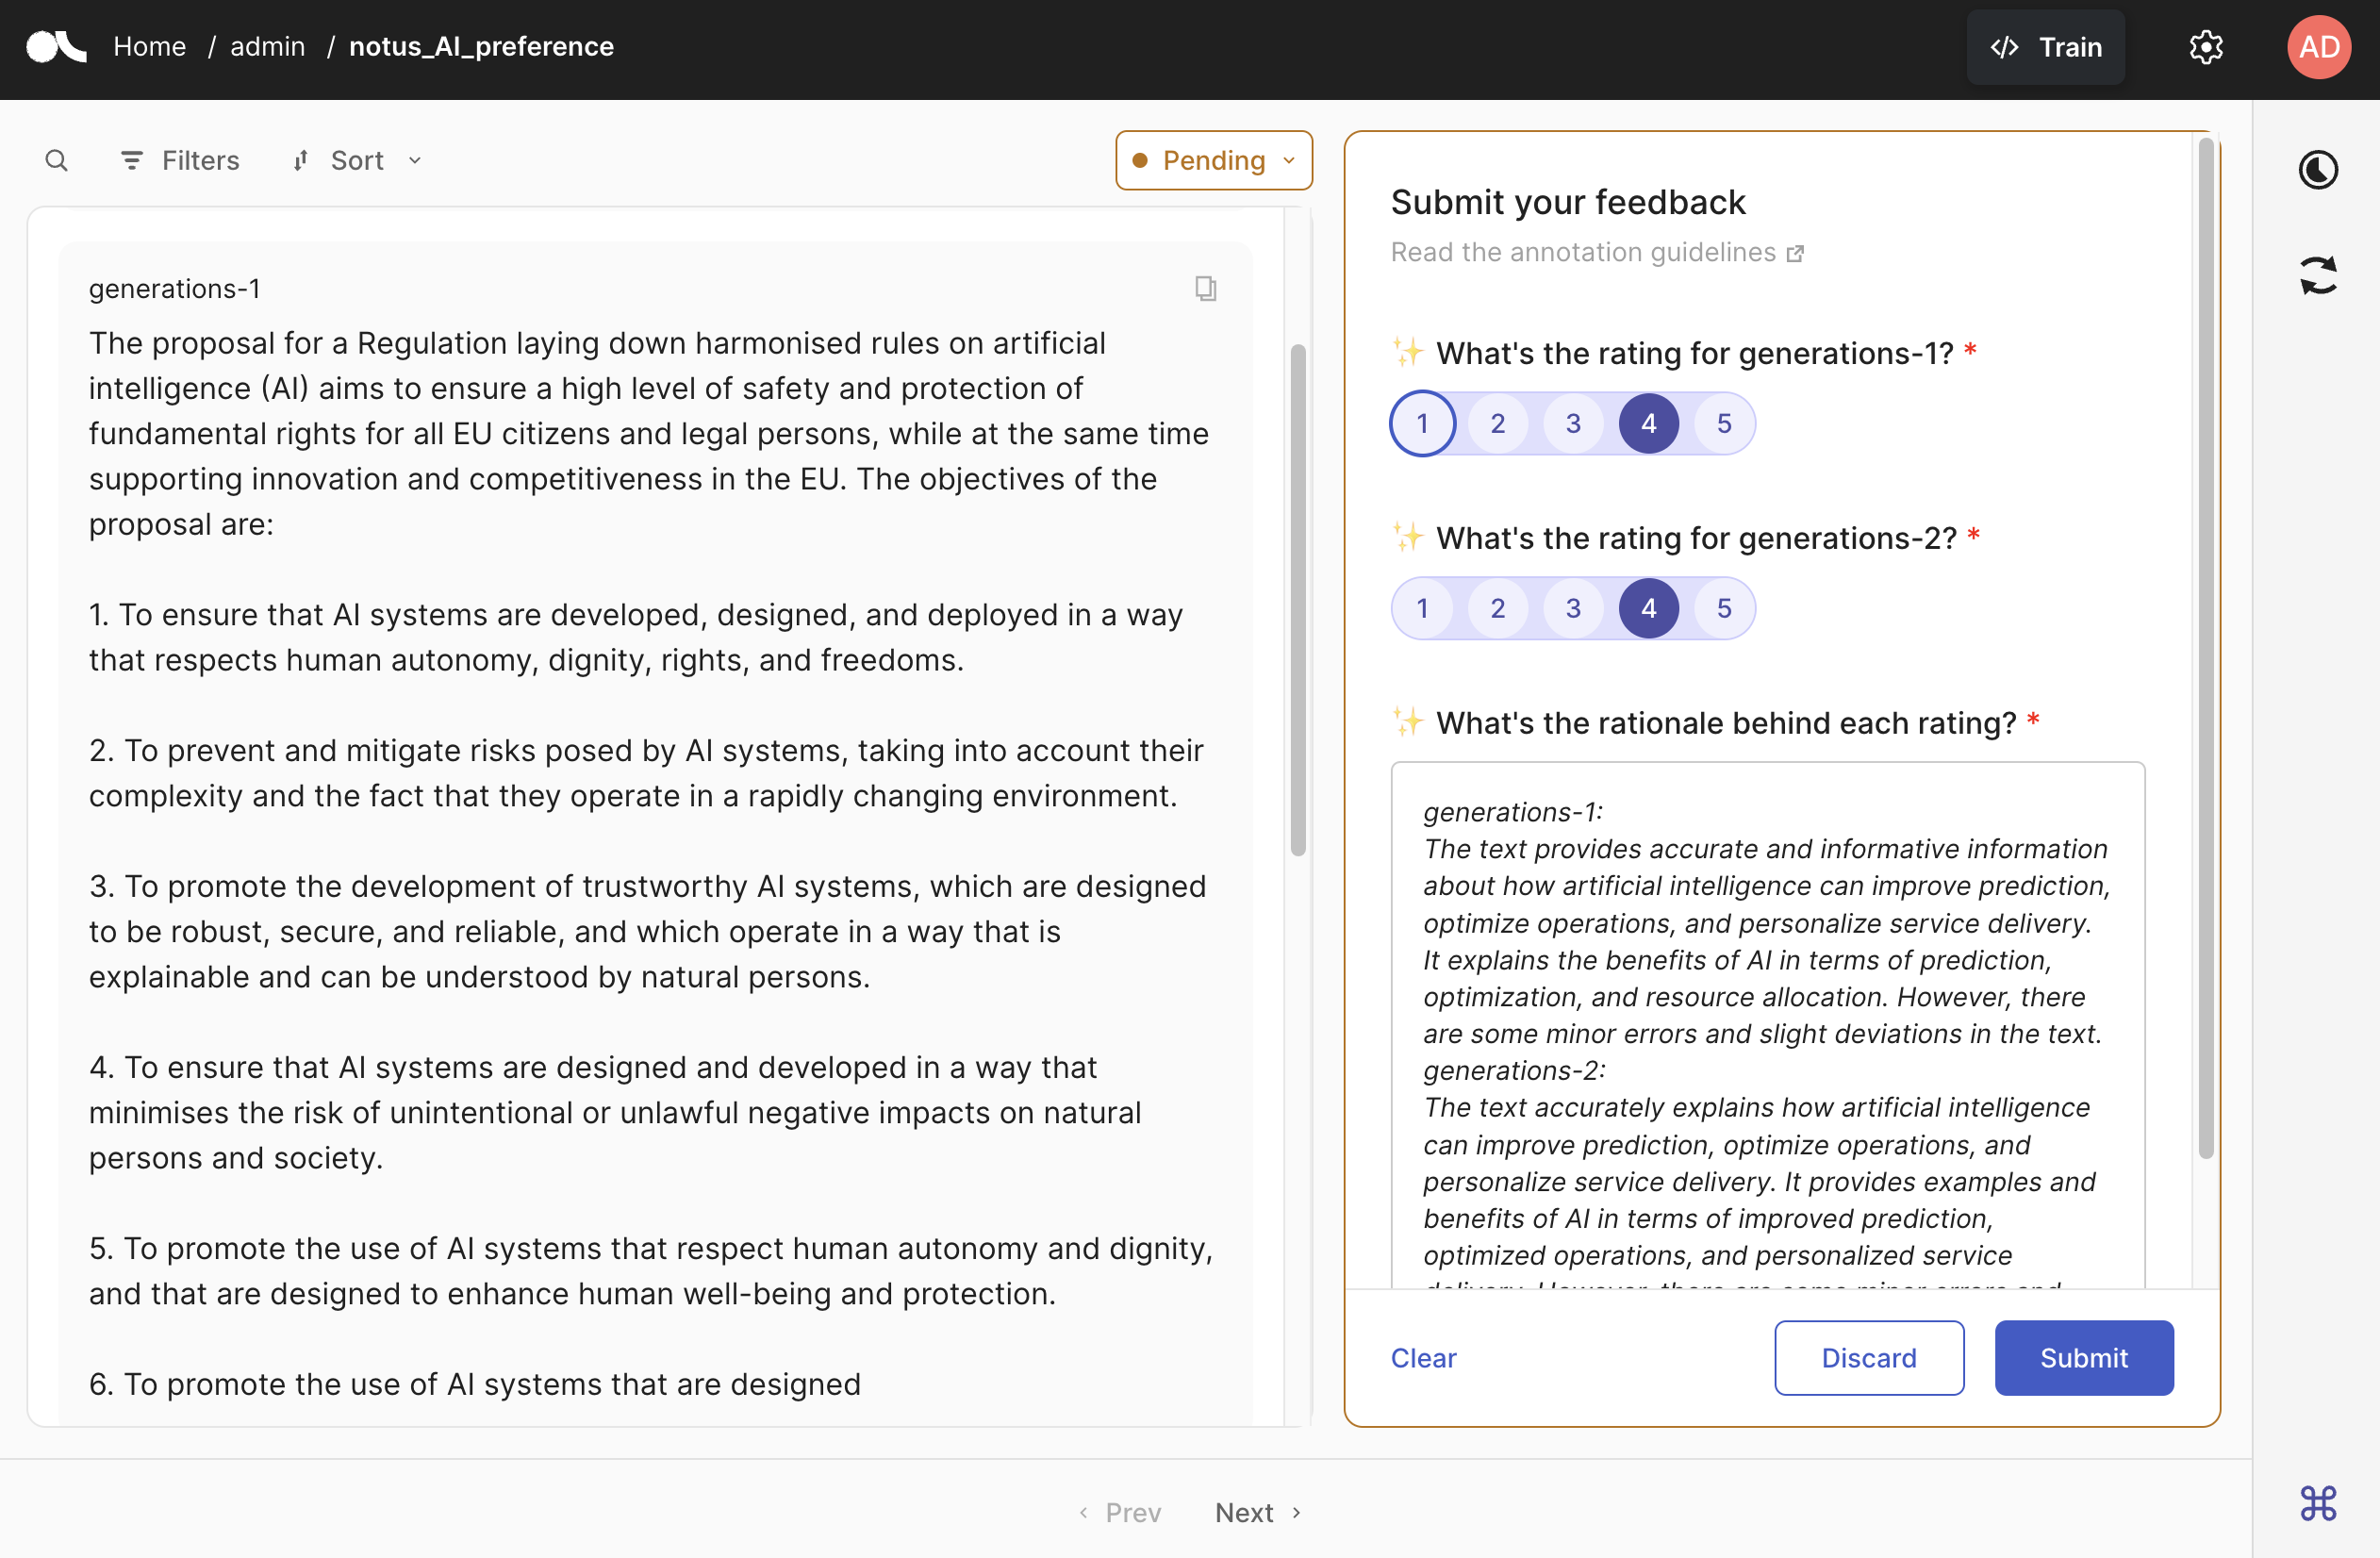 Home / admin / notus_AI_preference
Train
AD
Filters
Sort
Pending
generations-1
The proposal for a Regulation laying down harmonised rules on artificial
intelligence (AI) aims to ensure a high level of safety and protection of
fundamental rights for all EU citizens and legal persons, while at the same time
supporting innovation and competitiveness in the EU. The objectives of the
proposal are:
1. To ensure that AI systems are developed, designed, and deployed in a way
that respects human autonomy, dignity, rights, and freedoms.
2. To prevent and mitigate risks posed by AI systems, taking into account their
complexity and the fact that they operate in a rapidly changing environment.
3. To promote the development of trustworthy AI systems, which are designed
to be robust, secure, and reliable, and which operate in a way that is
explainable and can be understood by natural persons.
4. To ensure that AI systems are designed and developed in a way that
minimises the risk of unintentional or unlawful negative impacts on natural
persons and society.
5. To promote the use of AI systems that respect human autonomy and dignity,
and that are designed to enhance human well-being and protection.
6. To promote the use of AI systems that are designed
Submit your feedback
Read the annotation guidelines
✨ What's the rating for generations-1? *
1 2 3 4 5
✨ What's the rating for generations-2? *
1 2 3 4 5
✨ What's the rationale behind each rating? *
generations-1:
The text provides accurate and informative information
about how artificial intelligence can improve prediction,
optimize operations, and personalize service delivery.
It explains the benefits of AI in terms of prediction,
optimization, and resource allocation. However, there
are some minor errors and slight deviations in the text.
generations-2:
The text accurately explains how artificial intelligence
can improve prediction, optimize operations, and
personalize service delivery. It provides examples and
benefits of AI in terms of improved prediction,
optimized operations, and personalized service
delivery. However, there are some minor errors and
Clear
Discard
Submit
Prev
Next